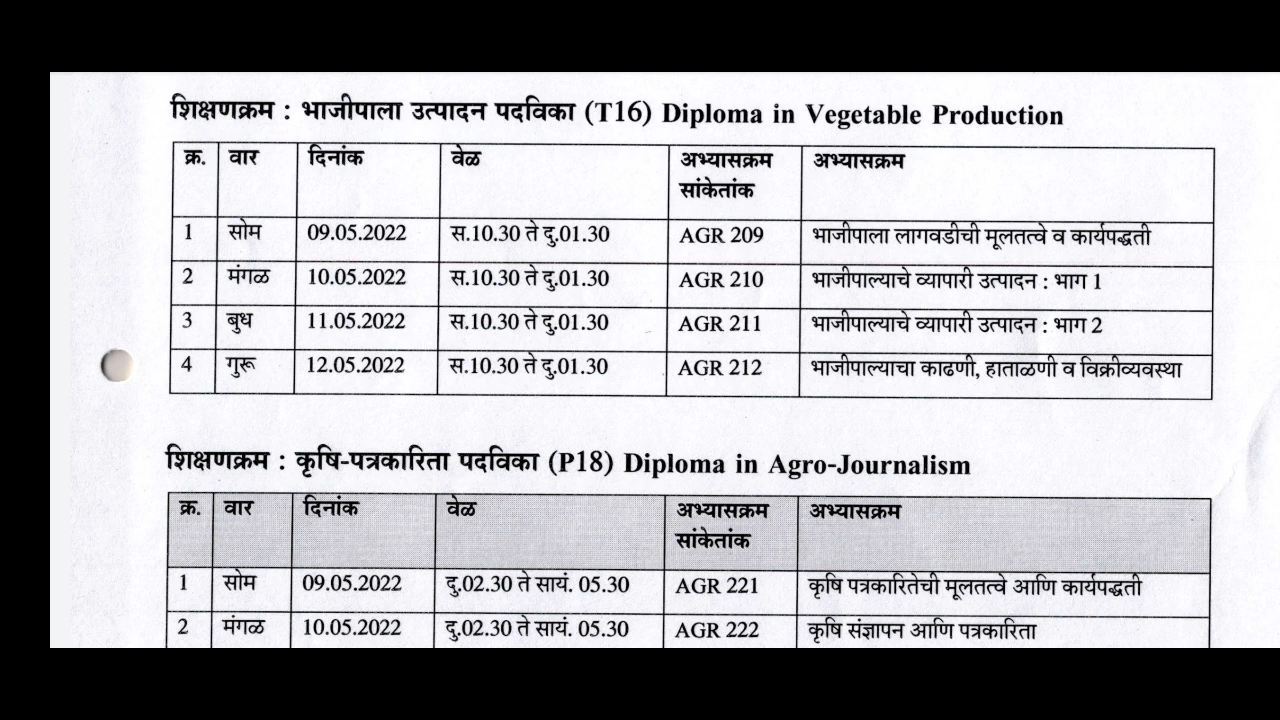 शिक्षणक्रम : भाजीपाला उत्पादन पदविका (T16) Diploma in Vegetable Production
क्र. वार दिनांक वेळ अभ्यासक्रम सांकेतांक अभ्यासक्रम
1 सोम 09.05.2022 स.10.30 ते दु.01.30 AGR 209 भाजीपाला लागवडीची मूलतत्वे व कार्यपद्धती
2 मंगळ 10.05.2022 स.10.30 ते दु.01.30 AGR 210 भाजीपाल्याचे व्यापारी उत्पादन : भाग 1
3 बुध 11.05.2022 स.10.30 ते दु.01.30 AGR 211 भाजीपाल्याचे व्यापारी उत्पादन : भाग 2
4 गुरू 12.05.2022 स.10.30 ते दु.01.30 AGR 212 भाजीपाल्याचा काढणी, हाताळणी व विक्रीव्यवस्था
शिक्षणक्रम : कृषि-पत्रकारिता पदविका (P18) Diploma in Agro-Journalism
क्र. वार दिनांक वेळ अभ्यासक्रम सांकेतांक अभ्यासक्रम
1 सोम 09.05.2022 दु.02.30 ते सायं. 05.30 AGR 221 कृषि पत्रकारितेची मूलतत्वे आणि कार्यपद्धती
2 मंगळ 10.05.2022 दु.02.30 ते सायं. 05.30 AGR 222 कृषि संज्ञापन आणि पत्रकारिता